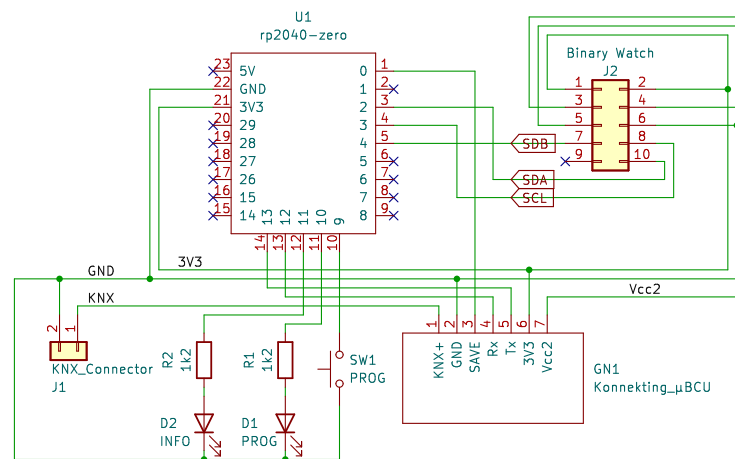 U1
rp2040-zero
23 5V 0 1
22 GND 1 2
21 3V3 2 3
20 29 3 4
19 28 4 5
18 27 5 6
17 26 6 7
16 15 7 8
15 14 8 9
13 12 11 10 9
14 13 12 11 10
Binary Watch
J2
1 2
3 4
5 6
7 8
9 10
SDB
SDA
SCL
3V3
GND
KNX
Vcc2
2 1
KNX_Connector
J1
R2
1k2
R1
1k2
SW1
PROG
D2
INFO
D1
PROG
1 2 3 4 5 6 7
KNX+
GND
SAVE
Rx
Tx
3V3
Vcc2
GN1
Konnekting_µBCU